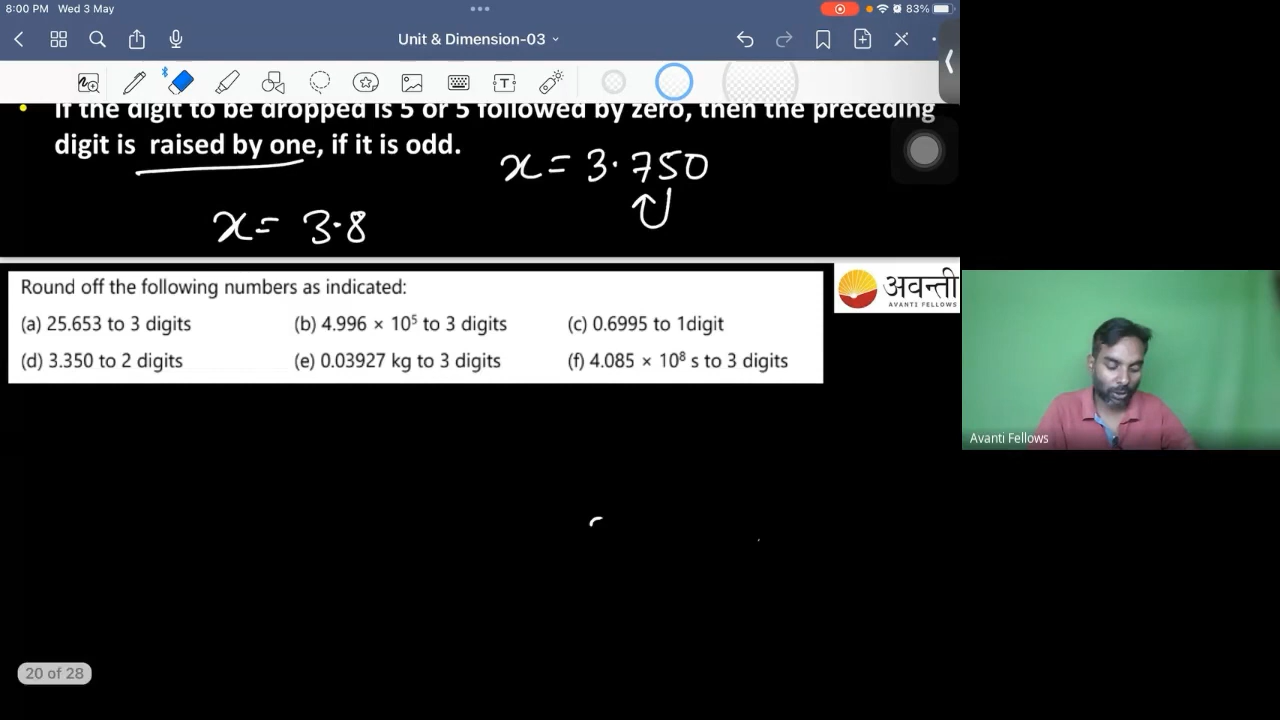 8:00 PM Wed 3 May
83%
Unit & Dimension-03
If the digit to be dropped is 5 or 5 followed by zero, then the preceding
digit is raised by one, if it is odd.
x = 3.750
x = 3.8
Round off the following numbers as indicated:
(a) 25.653 to 3 digits (b) 4.996 × 10⁵ to 3 digits (c) 0.6995 to 1digit
(d) 3.350 to 2 digits (e) 0.03927 kg to 3 digits (f) 4.085 × 10⁸ s to 3 digits
अवन्ती
AVANTI FELLOWS
Avanti Fellows
20 of 28